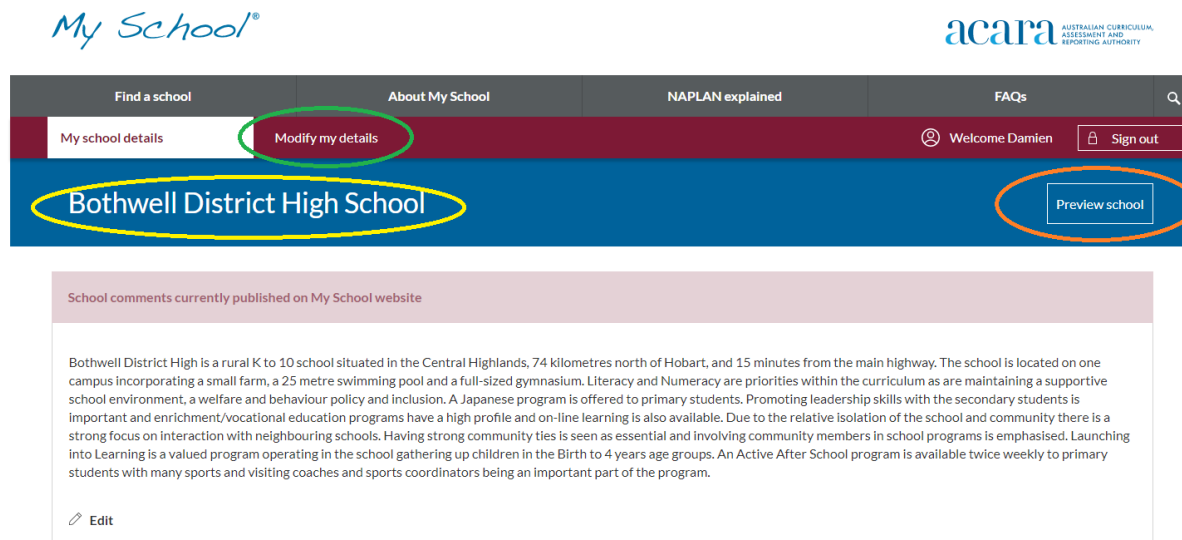 My School®
acara AUSTRALIAN CURRICULUM,
ASSESSMENT AND
REPORTING AUTHORITY
Find a school About My School NAPLAN explained FAQs
My school details Modify my details Welcome Damien Sign out
Bothwell District High School Preview school
School comments currently published on My School website
Bothwell District High is a rural K to 10 school situated in the Central Highlands, 74 kilometres north of Hobart, and 15 minutes from the main highway. The school is located on one
campus incorporating a small farm, a 25 metre swimming pool and a full-sized gymnasium. Literacy and Numeracy are priorities within the curriculum as are maintaining a supportive
school environment, a welfare and behaviour policy and inclusion. A Japanese program is offered to primary students. Promoting leadership skills with the secondary students is
important and enrichment/vocational education programs have a high profile and on-line learning is also available. Due to the relative isolation of the school and community there is a
strong focus on interaction with neighbouring schools. Having strong community ties is seen as essential and involving community members in school programs is emphasised. Launching
into Learning is a valued program operating in the school gathering up children in the Birth to 4 years age groups. An Active After School program is available twice weekly to primary
students with many sports and visiting coaches and sports coordinators being an important part of the program.
Edit